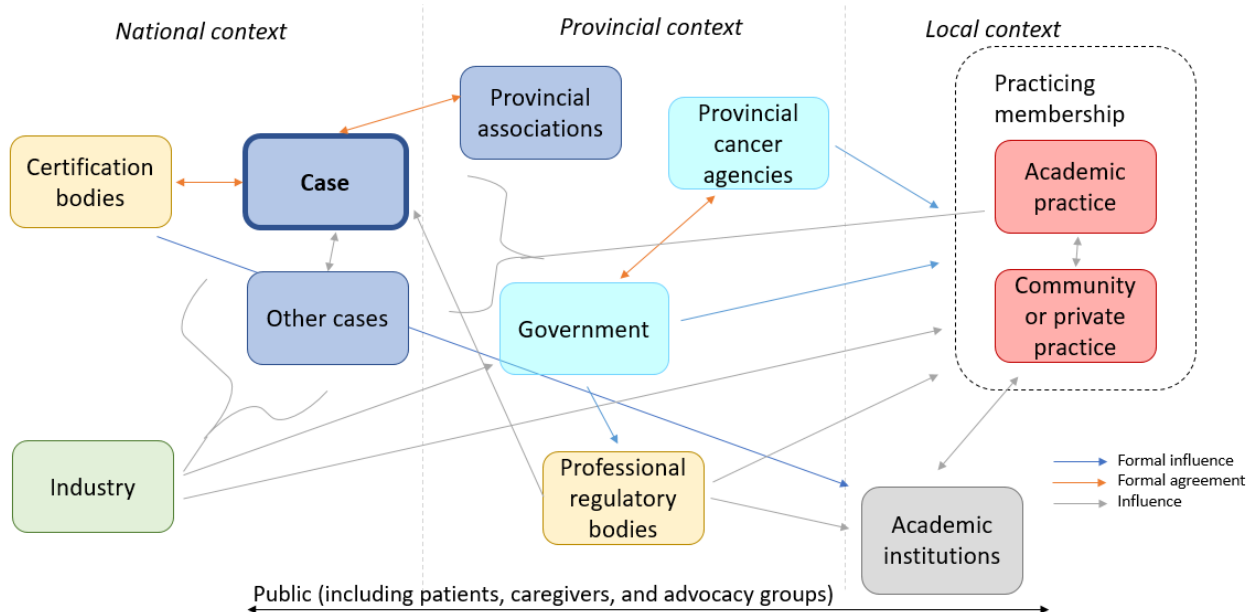 National context
Provincial context
Local context
Provincial
associations
Practicing
membership
Provincial
cancer
agencies
Certification
bodies
Case
Academic
practice
Other cases
Government
Community
or private
practice
Industry
Professional
regulatory
bodies
Formal influence
Formal agreement
Influence
Academic
institutions
Public (including patients, caregivers, and advocacy groups)